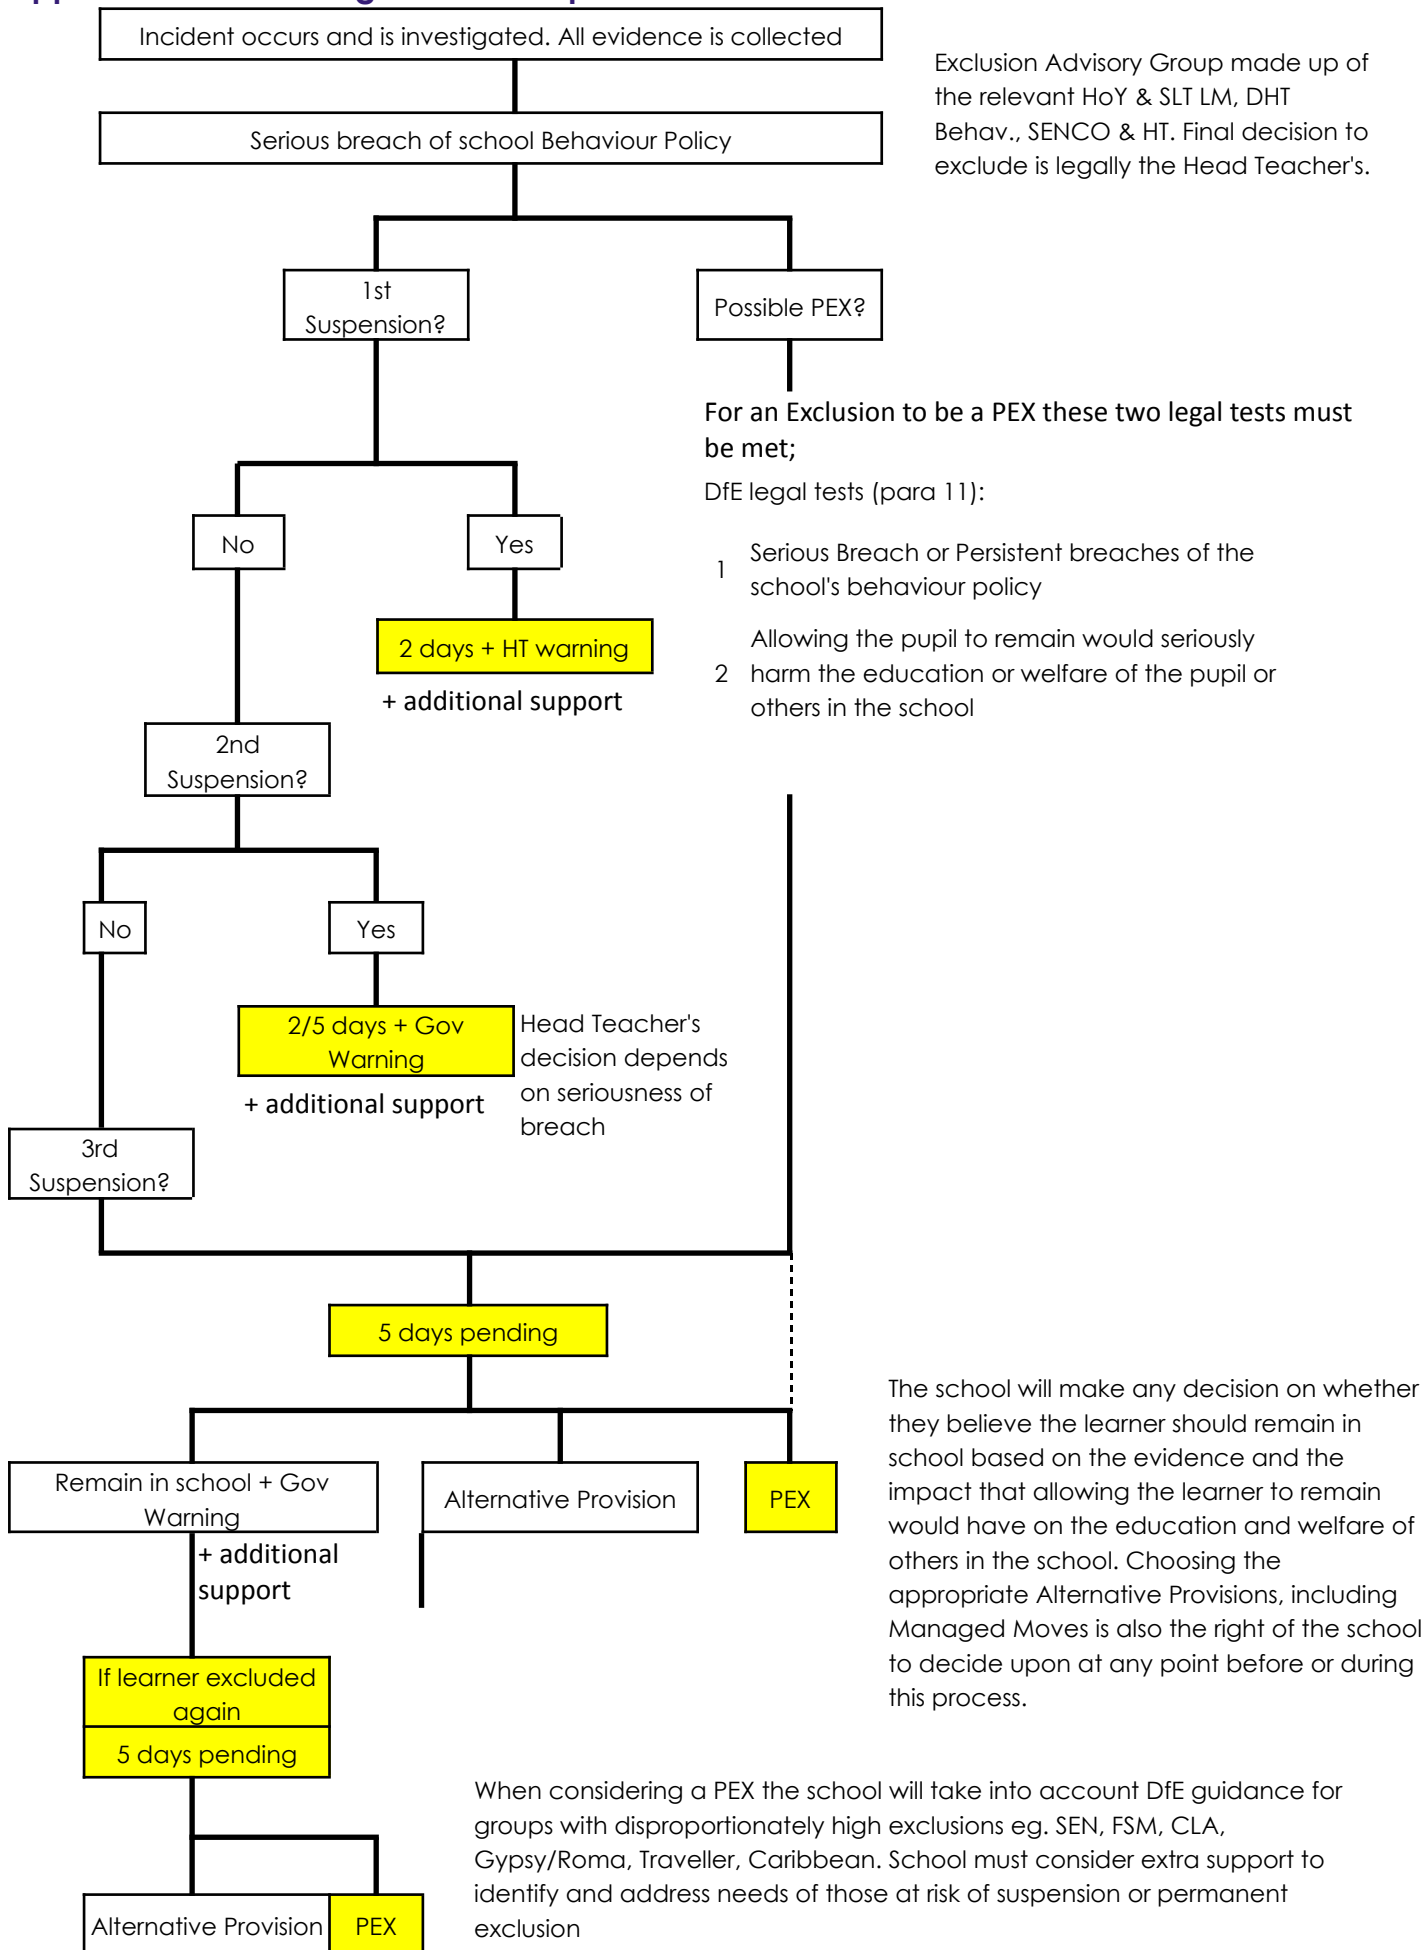 Incident occurs and is investigated. All evidence is collected
Exclusion Advisory Group made up of
the relevant HoY & SLT LM, DHT
Behav., SENCO & HT. Final decision to
exclude is legally the Head Teacher's.
Serious breach of school Behaviour Policy
1st
Suspension?
Possible PEX?
For an Exclusion to be a PEX these two legal tests must
be met;
DfE legal tests (para 11):
1 Serious Breach or Persistent breaches of the
school's behaviour policy
2 Allowing the pupil to remain would seriously
harm the education or welfare of the pupil or
others in the school
No
Yes
2 days + HT warning
+ additional support
2nd
Suspension?
No
Yes
2/5 days + Gov
Warning
+ additional support
Head Teacher's
decision depends
on seriousness of
breach
3rd
Suspension?
5 days pending
Remain in school + Gov
Warning
Alternative Provision
PEX
+ additional
support
The school will make any decision on whether
they believe the learner should remain in
school based on the evidence and the
impact that allowing the learner to remain
would have on the education and welfare of
others in the school. Choosing the
appropriate Alternative Provisions, including
Managed Moves is also the right of the school
to decide upon at any point before or during
this process.
If learner excluded
again
5 days pending
Alternative Provision
PEX
When considering a PEX the school will take into account DfE guidance for
groups with disproportionately high exclusions eg. SEN, FSM, CLA,
Gypsy/Roma, Traveller, Caribbean. School must consider extra support to
identify and address needs of those at risk of suspension or permanent
exclusion